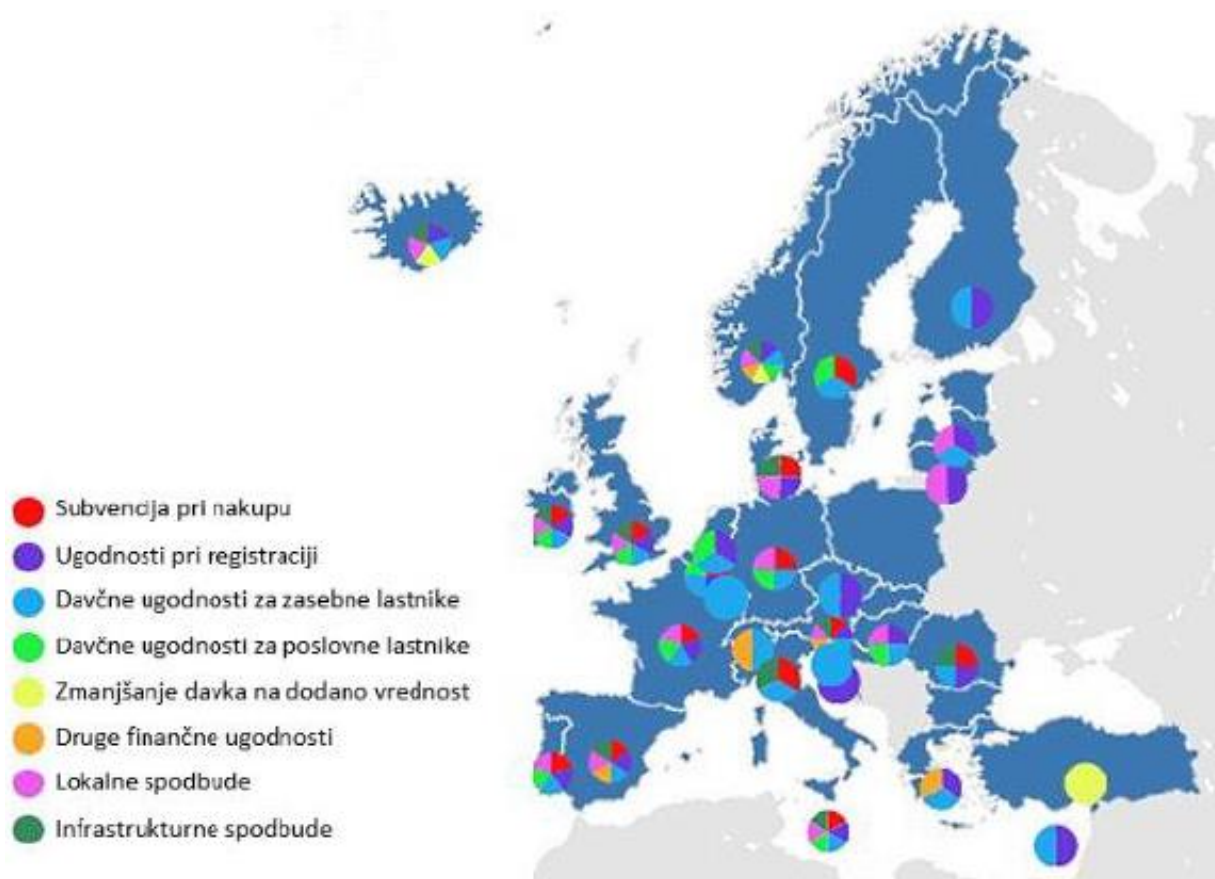 Subvencija pri nakupu
Ugodnosti pri registraciji
Davčne ugodnosti za zasebne lastnike
Davčne ugodnosti za poslovne lastnike
Zmanjšanje davka na dodano vrednost
Druge finančne ugodnosti
Lokalne spodbude
Infrastrukturne spodbude